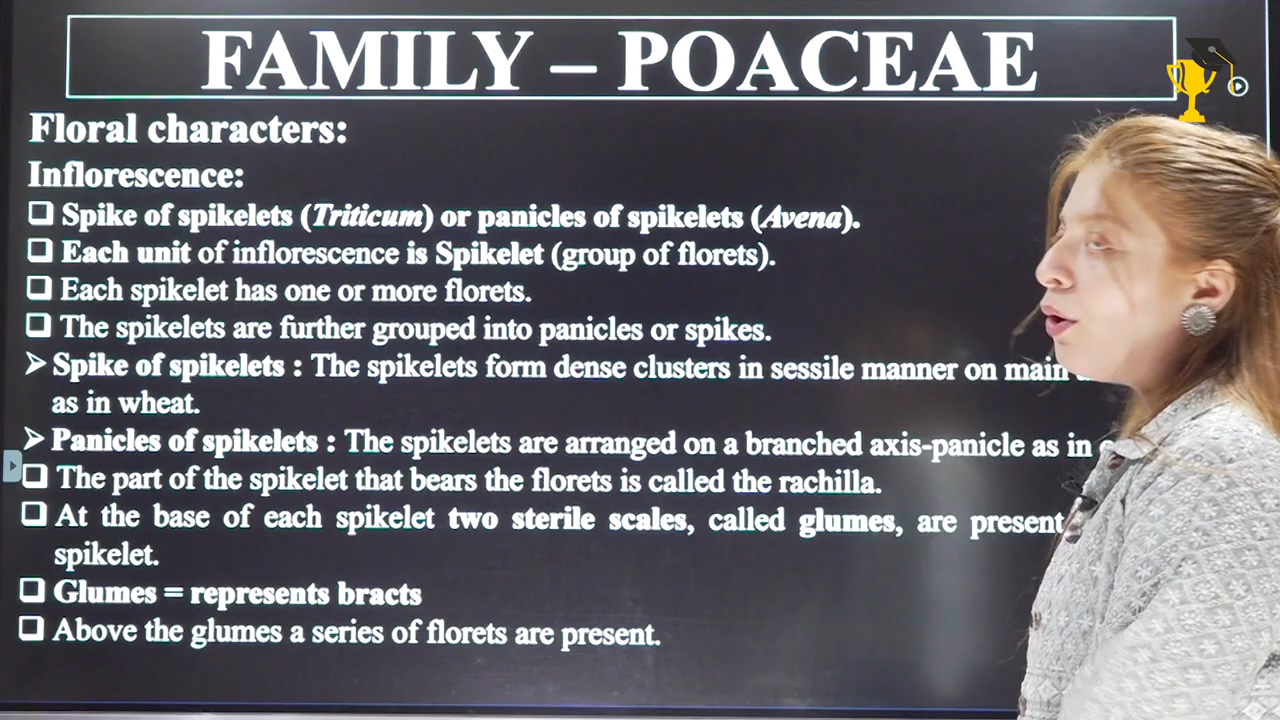 FAMILY – POACEAE
Floral characters:
Inflorescence:
❑ Spike of spikelets (Triticum) or panicles of spikelets (Avena).
❑ Each unit of inflorescence is Spikelet (group of florets).
❑ Each spikelet has one or more florets.
❑ The spikelets are further grouped into panicles or spikes.
➢ Spike of spikelets : The spikelets form dense clusters in sessile manner on main
as in wheat.
➢ Panicles of spikelets : The spikelets are arranged on a branched axis-panicle as in
❑ The part of the spikelet that bears the florets is called the rachilla.
❑ At the base of each spikelet two sterile scales, called glumes, are present
spikelet.
❑ Glumes = represents bracts
❑ Above the glumes a series of florets are present.